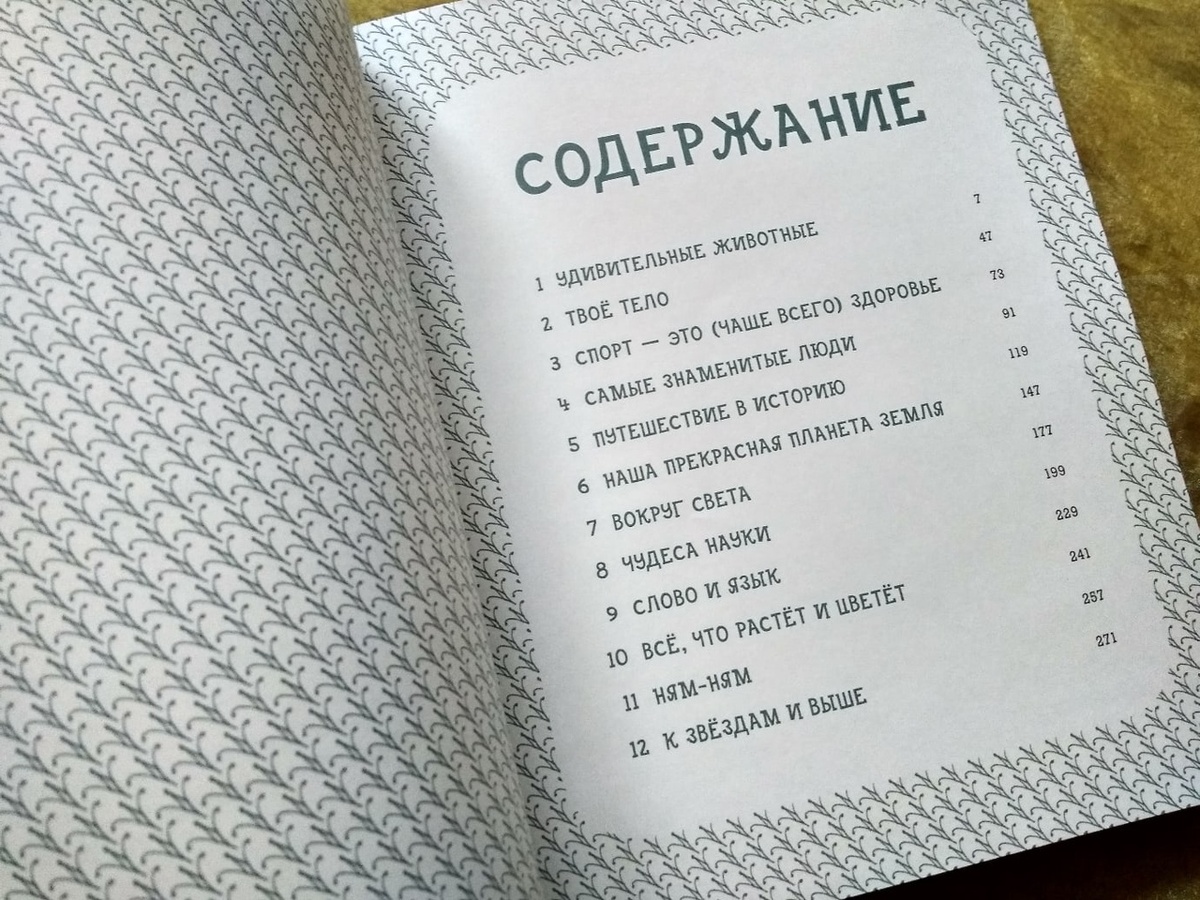 СОДЕРЖАНИЕ
1 УДИВИТЕЛЬНЫЕ ЖИВОТНЫЕ 7
2 ТВОЁ ТЕЛО 47
3 СПОРТ — ЭТО (ЧАЩЕ ВСЕГО) ЗДОРОВЬЕ 73
4 САМЫЕ ЗНАМЕНИТЫЕ ЛЮДИ 91
5 ПУТЕШЕСТВИЕ В ИСТОРИЮ 119
6 НАША ПРЕКРАСНАЯ ПЛАНЕТА ЗЕМЛЯ 147
7 ВОКРУГ СВЕТА 177
8 ЧУДЕСА НАУКИ 199
9 СЛОВО И ЯЗЫК 229
10 ВСЁ, ЧТО РАСТЁТ И ЦВЕТЁТ 241
11 НЯМ-НЯМ 257
12 К ЗВЁЗДАМ И ВЫШЕ 271